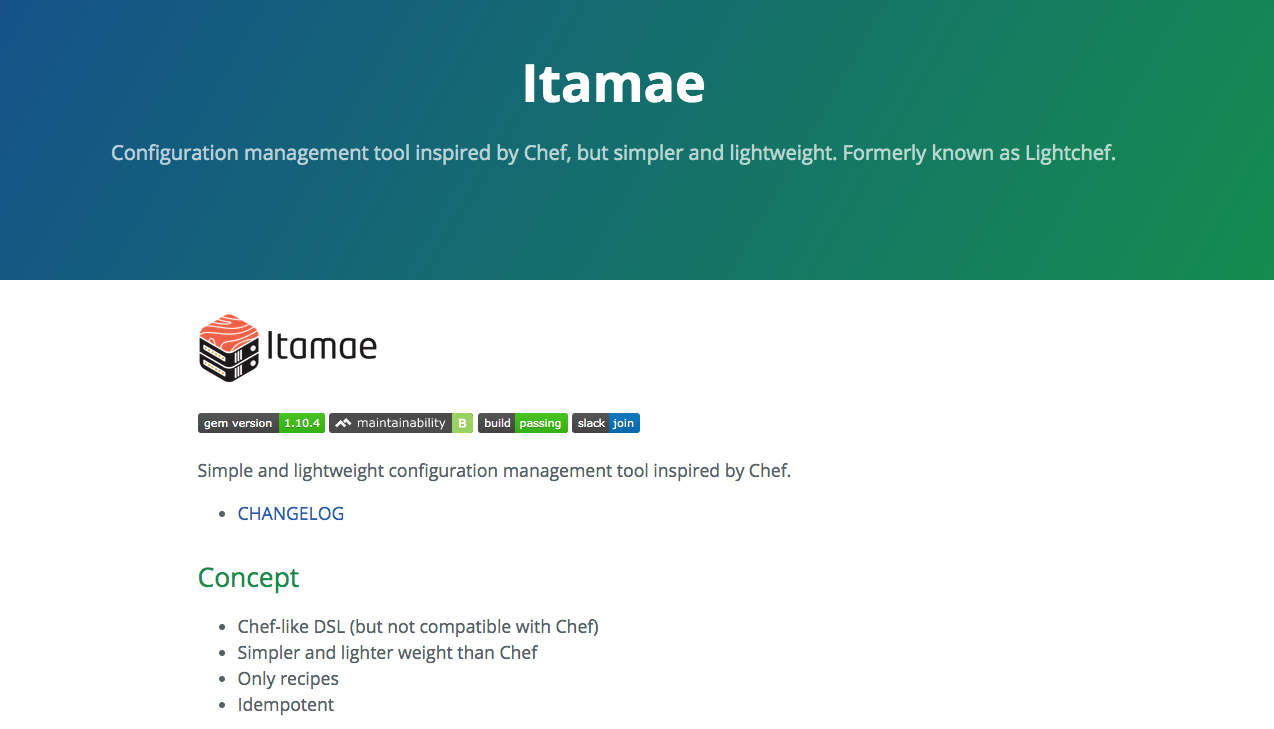 Itamae
Configuration management tool inspired by Chef, but simpler and lightweight. Formerly known as Lightchef.
Itamae
gem version 1.10.4 maintainability B build passing slack join
Simple and lightweight configuration management tool inspired by Chef.
• CHANGELOG
Concept
• Chef-like DSL (but not compatible with Chef)
• Simpler and lighter weight than Chef
• Only recipes
• Idempotent